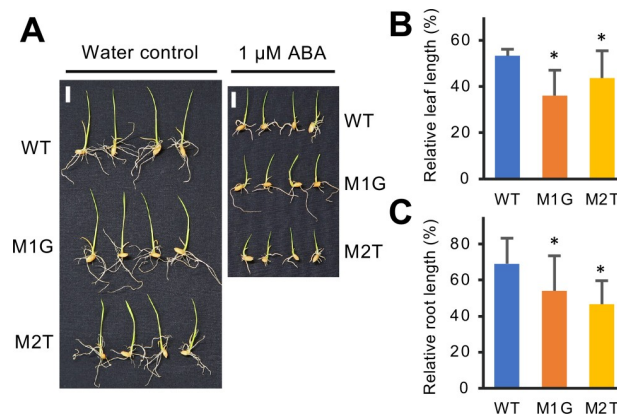 A
Water control
1 µM ABA
WT
M1G
M2T
WT
M1G
M2T
B
Relative leaf length (%)
60
40
20
0
*
*
WT
M1G
M2T
C
Relative root length (%)
80
60
40
20
0
*
*
WT
M1G
M2T